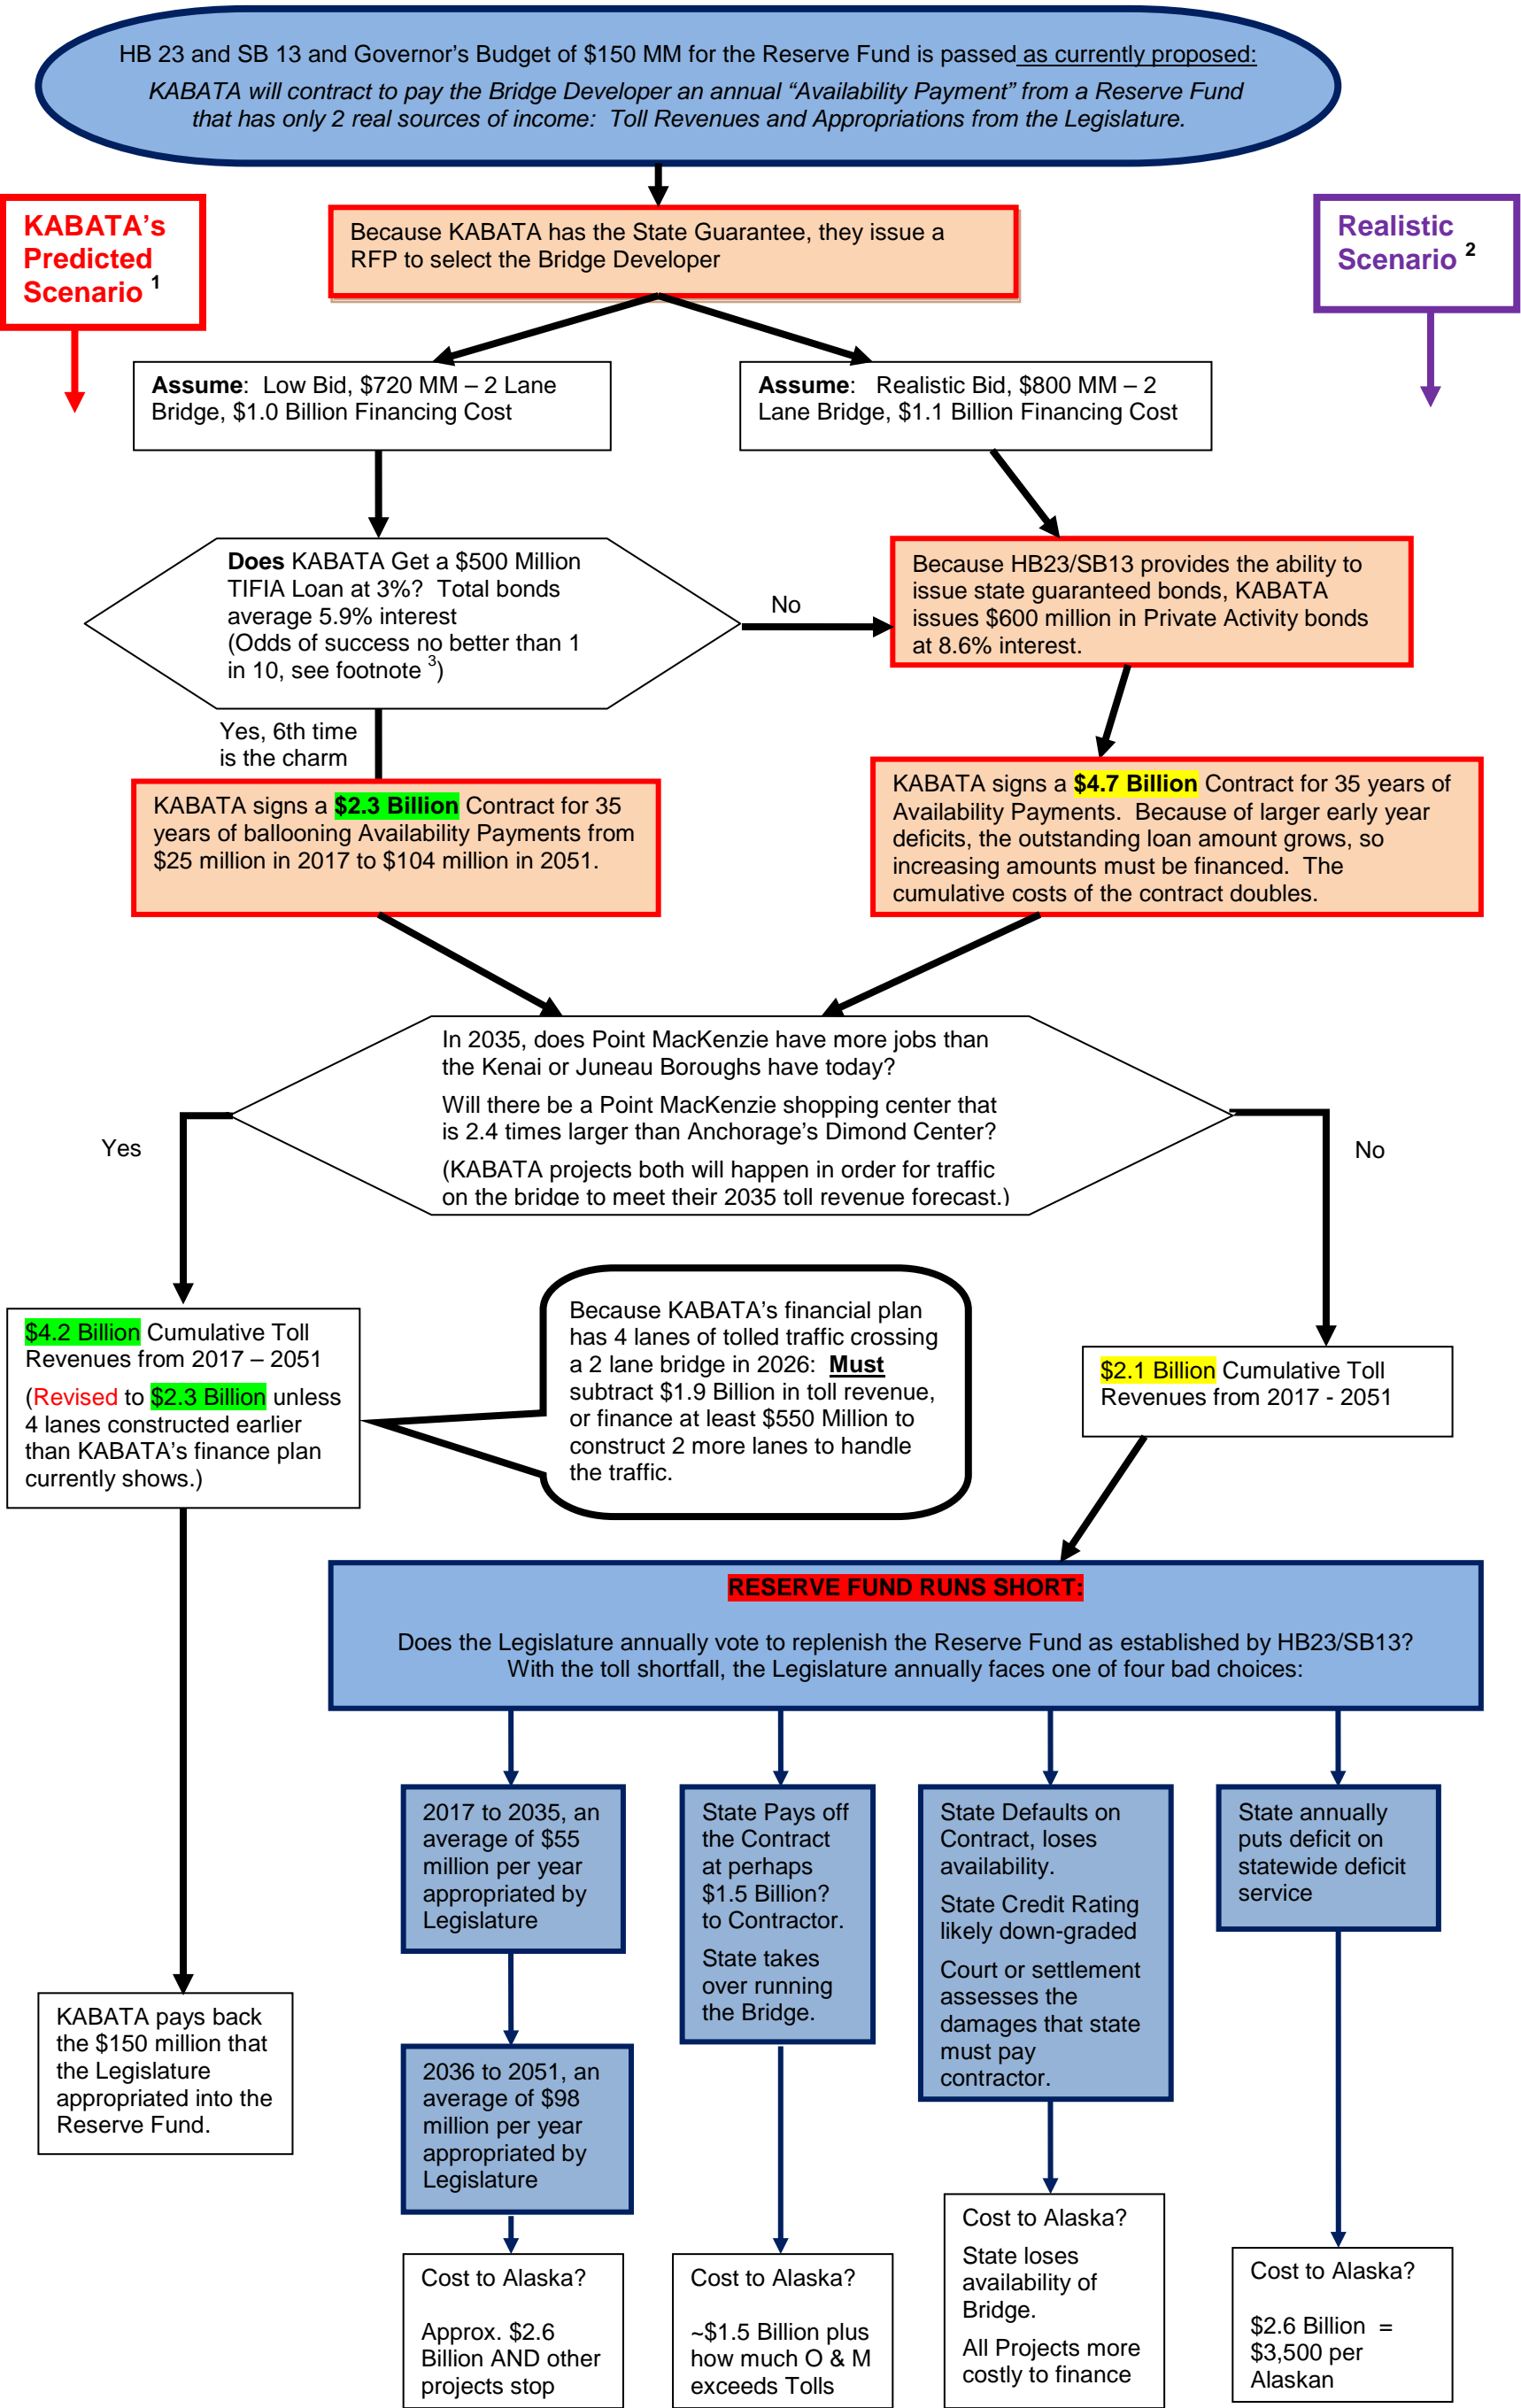 HB 23 and SB 13 and Governor's Budget of $150 MM for the Reserve Fund is passed as currently proposed:
KABATA will contract to pay the Bridge Developer an annual "Availability Payment" from a Reserve Fund
that has only 2 real sources of income: Toll Revenues and Appropriations from the Legislature.
KABATA's
Predicted
Scenario 1
Because KABATA has the State Guarantee, they issue a
RFP to select the Bridge Developer
Realistic
Scenario 2
Assume: Low Bid, $720 MM – 2 Lane
Bridge, $1.0 Billion Financing Cost
Assume: Realistic Bid, $800 MM – 2
Lane Bridge, $1.1 Billion Financing Cost
Does KABATA Get a $500 Million
TIFIA Loan at 3%? Total bonds
average 5.9% interest
(Odds of success no better than 1
in 10, see footnote 3)
No
Because HB23/SB13 provides the ability to
issue state guaranteed bonds, KABATA
issues $600 million in Private Activity bonds
at 8.6% interest.
Yes, 6th time
is the charm
KABATA signs a $2.3 Billion Contract for 35
years of ballooning Availability Payments from
$25 million in 2017 to $104 million in 2051.
KABATA signs a $4.7 Billion Contract for 35 years of
Availability Payments. Because of larger early year
deficits, the outstanding loan amount grows, so
increasing amounts must be financed. The
cumulative costs of the contract doubles.
In 2035, does Point MacKenzie have more jobs than
the Kenai or Juneau Boroughs have today?
Will there be a Point MacKenzie shopping center that
is 2.4 times larger than Anchorage's Dimond Center?
(KABATA projects both will happen in order for traffic
on the bridge to meet their 2035 toll revenue forecast.)
Yes
No
$4.2 Billion Cumulative Toll
Revenues from 2017 – 2051
(Revised to $2.3 Billion unless
4 lanes constructed earlier
than KABATA's finance plan
currently shows.)
Because KABATA's financial plan
has 4 lanes of tolled traffic crossing
a 2 lane bridge in 2026: Must
subtract $1.9 Billion in toll revenue,
or finance at least $550 Million to
construct 2 more lanes to handle
the traffic.
$2.1 Billion Cumulative Toll
Revenues from 2017 - 2051
RESERVE FUND RUNS SHORT:
Does the Legislature annually vote to replenish the Reserve Fund as established by HB23/SB13?
With the toll shortfall, the Legislature annually faces one of four bad choices:
2017 to 2035, an
average of $55
million per year
appropriated by
Legislature
State Pays off
the Contract
at perhaps
$1.5 Billion?
to Contractor.
State takes
over running
the Bridge.
State Defaults on
Contract, loses
availability.
State Credit Rating
likely down-graded
Court or settlement
assesses the
damages that state
must pay
contractor.
State annually
puts deficit on
statewide deficit
service
KABATA pays back
the $150 million that
the Legislature
appropriated into the
Reserve Fund.
2036 to 2051, an
average of $98
million per year
appropriated by
Legislature
Cost to Alaska?
Approx. $2.6
Billion AND other
projects stop
Cost to Alaska?
~$1.5 Billion plus
how much O & M
exceeds Tolls
Cost to Alaska?
State loses
availability of
Bridge.
All Projects more
costly to finance
Cost to Alaska?
$2.6 Billion =
$3,500 per
Alaskan